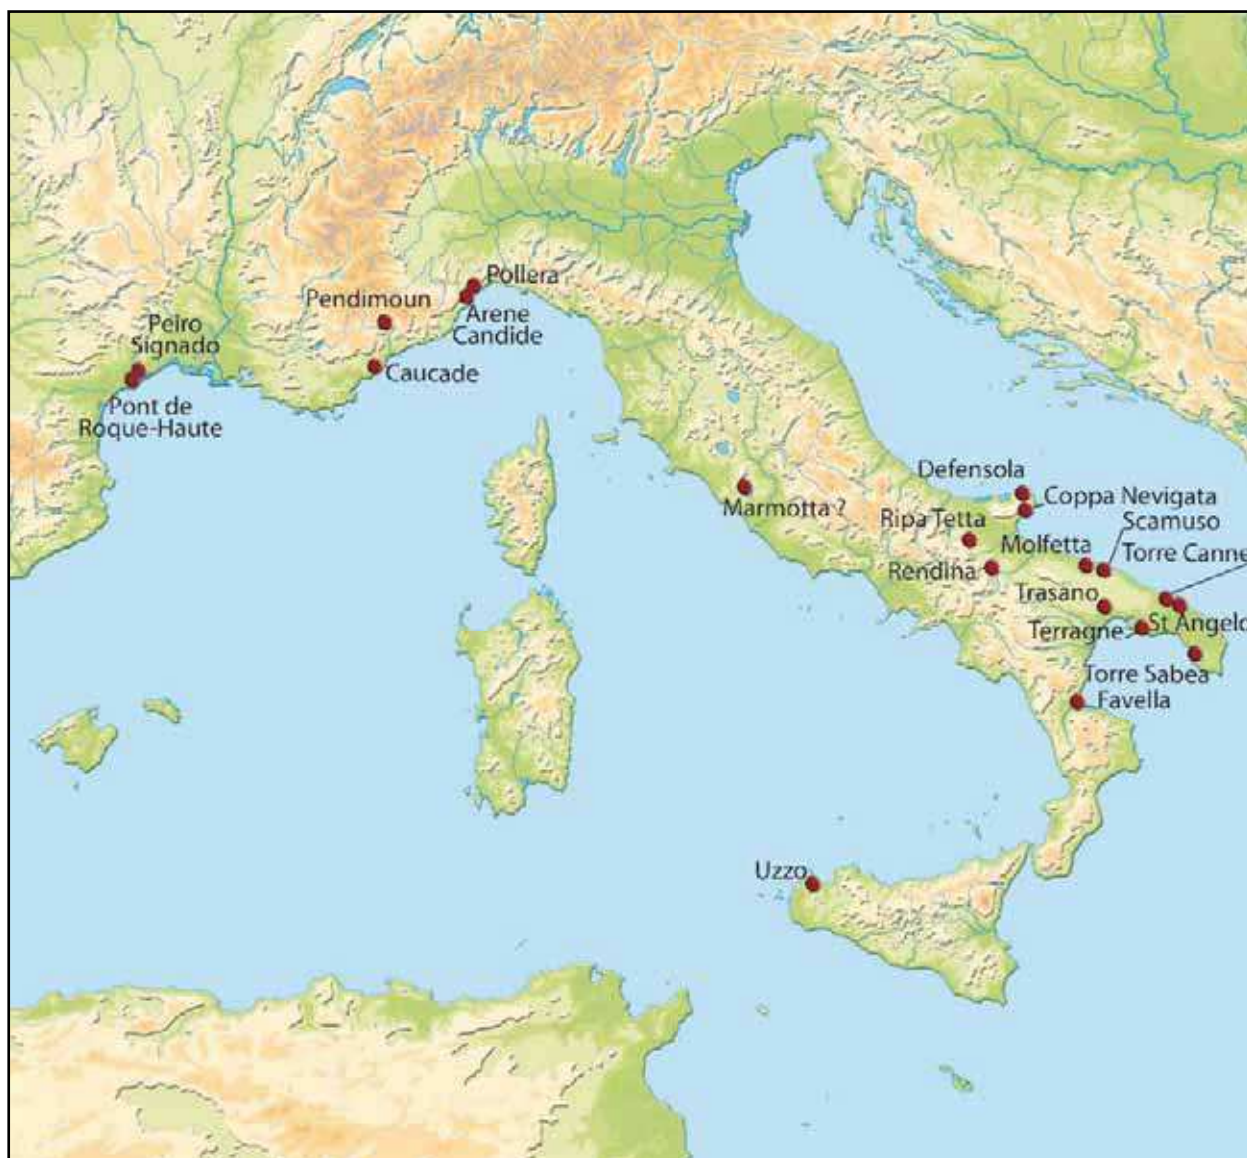 Pollera
Pendimoun
Arene
Candide
Peiro
Signado
Caucade
Pont de
Roque-Haute
Defensola
Coppa Nevigata
Marmotta ?
Ripa Tetta
Scamuso
Molfetta
Torre Canne
Rendina
Trasano
St Angelo
Terragne
Torre Sabea
Favella
Uzzo